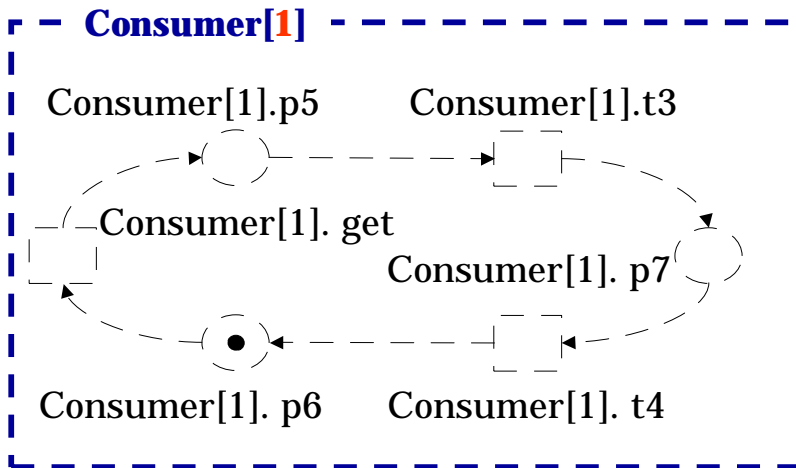 Consumer[1]
Consumer[1].p5
Consumer[1].t3
Consumer[1]. get
Consumer[1]. p7
Consumer[1]. p6
Consumer[1]. t4